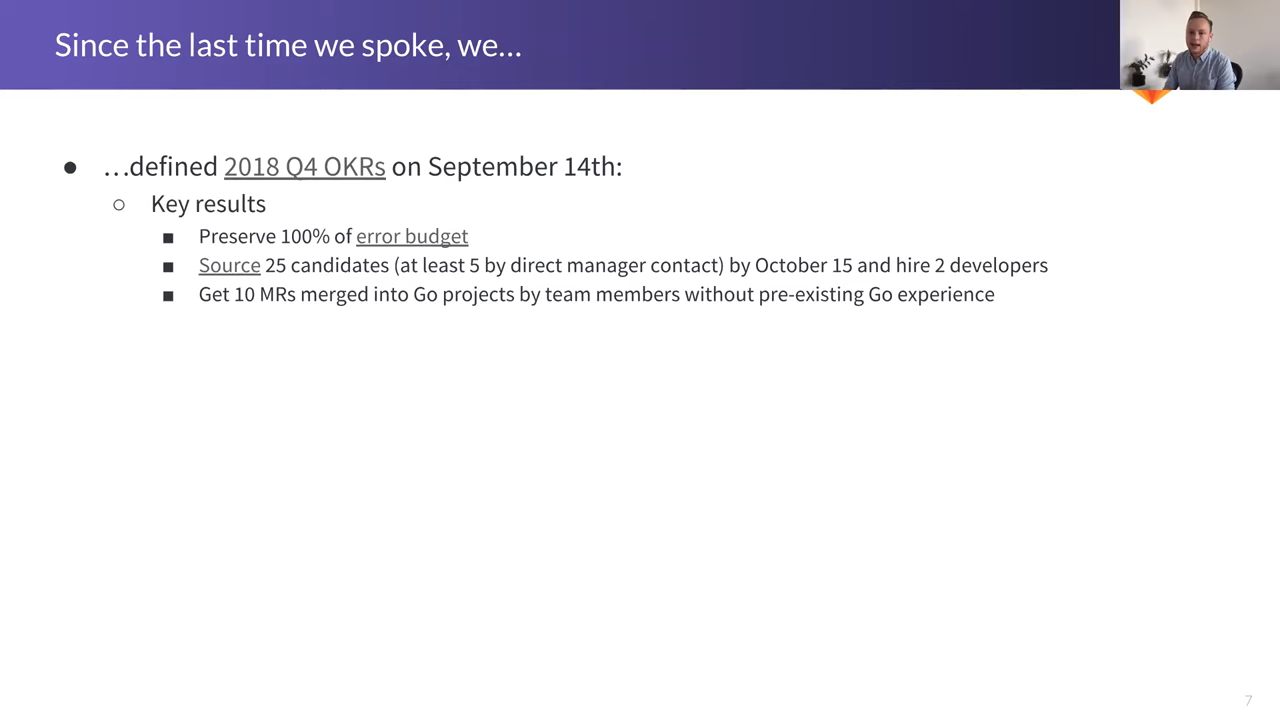 Since the last time we spoke, we...
● ...defined 2018 Q4 OKRs on September 14th:
○ Key results
■ Preserve 100% of error budget
■ Source 25 candidates (at least 5 by direct manager contact) by October 15 and hire 2 developers
■ Get 10 MRs merged into Go projects by team members without pre-existing Go experience
7